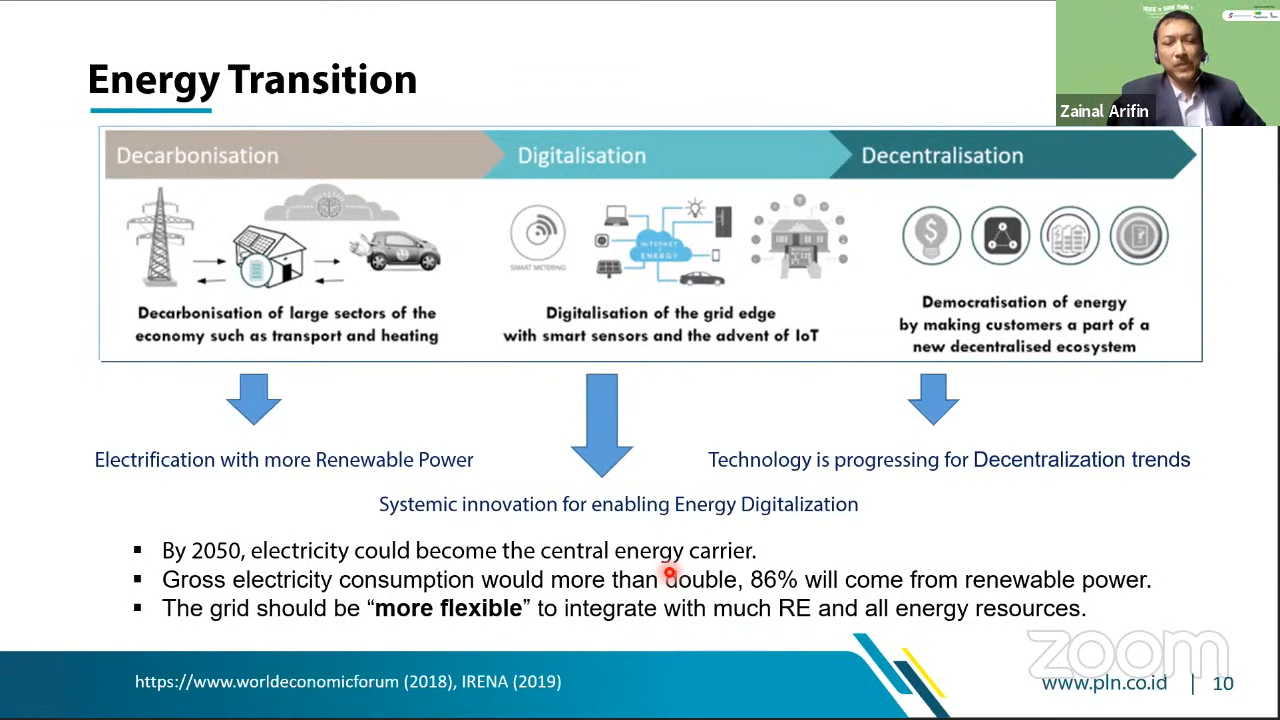 IEEE x SRE Talk :
Zainal Arifin
Energy Transition
Decarbonisation
Digitalisation
Decentralisation
SMART METERING
INTERNET
ENERGY
$
Decarbonisation of large sectors of the
economy such as transport and heating
Digitalisation of the grid edge
with smart sensors and the advent of IoT
Democratisation of energy
by making customers a part of a
new decentralised ecosystem
Electrification with more Renewable Power
Technology is progressing for Decentralization trends
Systemic innovation for enabling Energy Digitalization
▪ By 2050, electricity could become the central energy carrier.
▪ Gross electricity consumption would more than double, 86% will come from renewable power.
▪ The grid should be “more flexible” to integrate with much RE and all energy resources.
zoom
https://www.worldeconomicforum (2018), IRENA (2019)
www.pln.co.id | 10